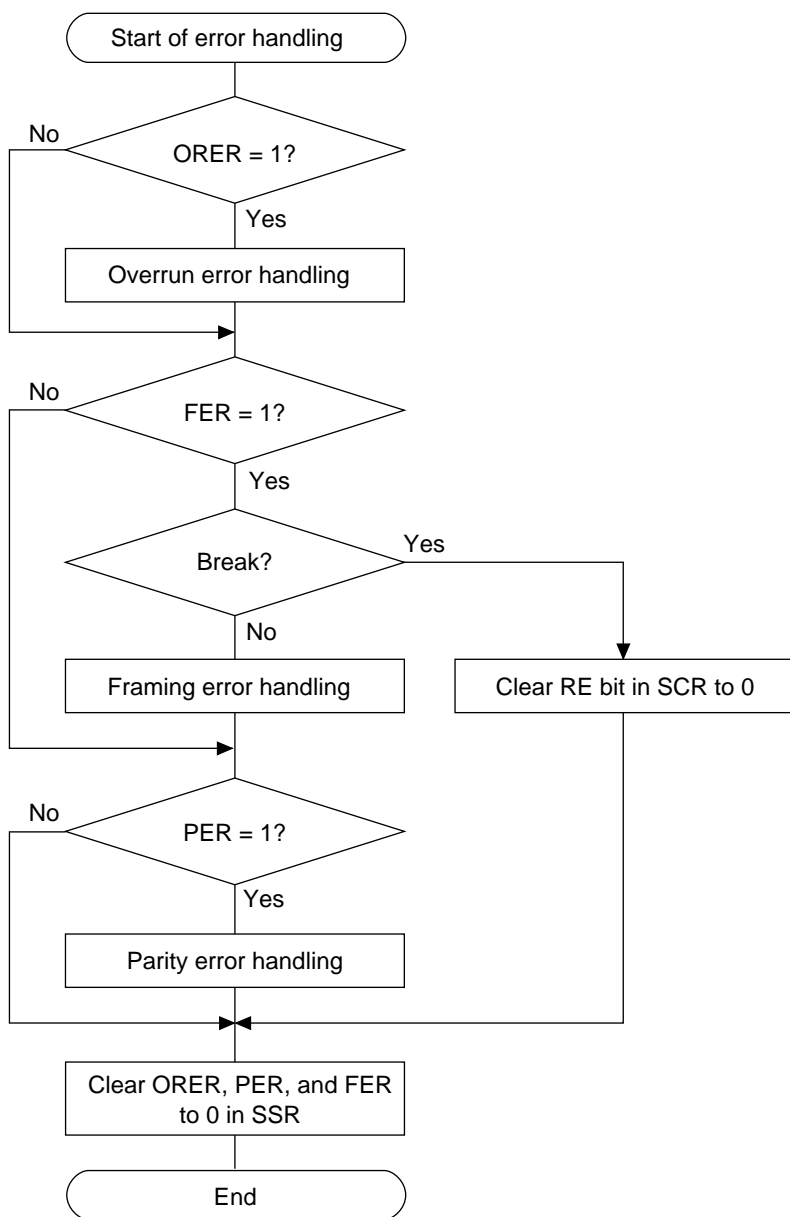 Start of error handling
No
ORER = 1?
Yes
Overrun error handling
No
FER = 1?
Yes
Break?
Yes
No
Framing error handling
Clear RE bit in SCR to 0
No
PER = 1?
Yes
Parity error handling
Clear ORER, PER, and FER
to 0 in SSR
End